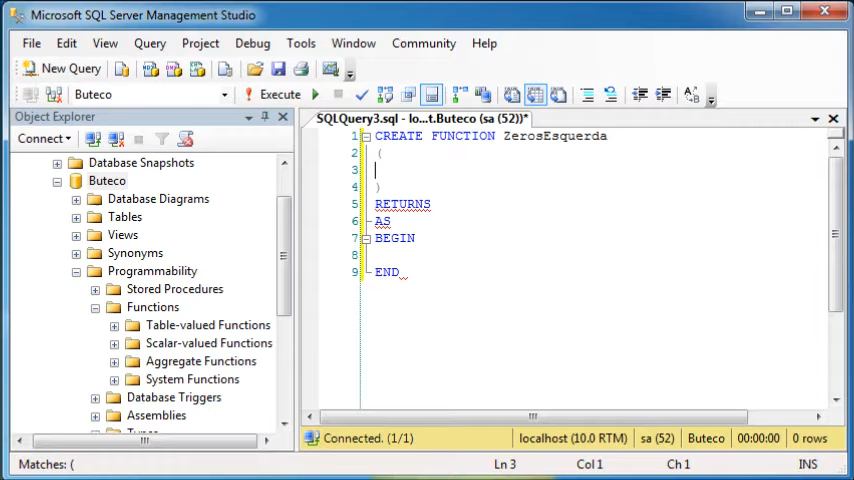 Microsoft SQL Server Management Studio
File Edit View Query Project Debug Tools Window Community Help
New Query
Buteco Execute
Object Explorer
Connect
Database Snapshots
Buteco
Database Diagrams
Tables
Views
Synonyms
Programmability
Stored Procedures
Functions
Table-valued Functions
Scalar-valued Functions
Aggregate Functions
System Functions
Database Triggers
Assemblies
SQLQuery3.sql - lo...t.Buteco (sa (52))*
1 CREATE FUNCTION ZerosEsquerda
2 (
3
4 )
5 RETURNS
6 AS
7 BEGIN
8
9 END
Connected. (1/1) localhost (10.0 RTM) sa (52) Buteco 00:00:00 0 rows
Matches: ( Ln 3 Col 1 Ch 1 INS